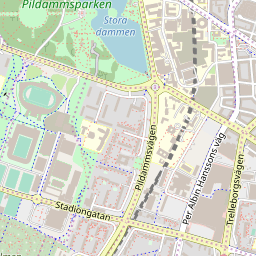 Pildammsparken
Stora
dammen
Pildammsvägen
Per Albin Hanssons väg
Trelleborgsvägen
Stadiongatan